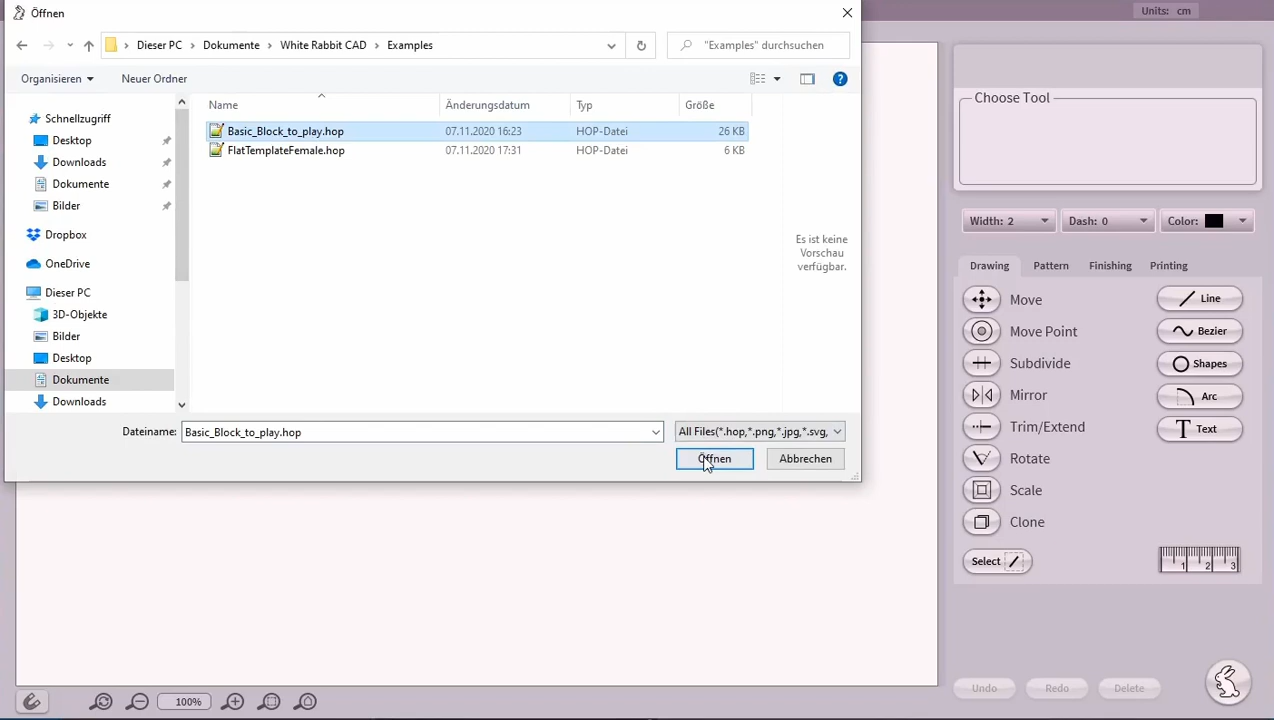 Öffnen
Units: cm
Dieser PC > Dokumente > White Rabbit CAD > Examples
"Examples" durchsuchen
Organisieren
Neuer Ordner
Name
Änderungsdatum
Typ
Größe
Basic_Block_to_play.hop 07.11.2020 16:23 HOP-Datei 26 KB
FlatTemplateFemale.hop 07.11.2020 17:31 HOP-Datei 6 KB
Schnellzugriff
Desktop
Downloads
Dokumente
Bilder
Dropbox
OneDrive
Dieser PC
3D-Objekte
Bilder
Desktop
Dokumente
Downloads
Es ist keine
Vorschau
verfügbar.
Dateiname: Basic_Block_to_play.hop
All Files(*.hop,*.png,*.jpg,*.svg,
Öffnen
Abbrechen
Choose Tool
Width: 2
Dash: 0
Color:
Drawing
Pattern
Finishing
Printing
Move
Line
Move Point
Bezier
Subdivide
Shapes
Mirror
Arc
Trim/Extend
Text
Rotate
Scale
Clone
Select
1 2 3
100%
Undo
Redo
Delete